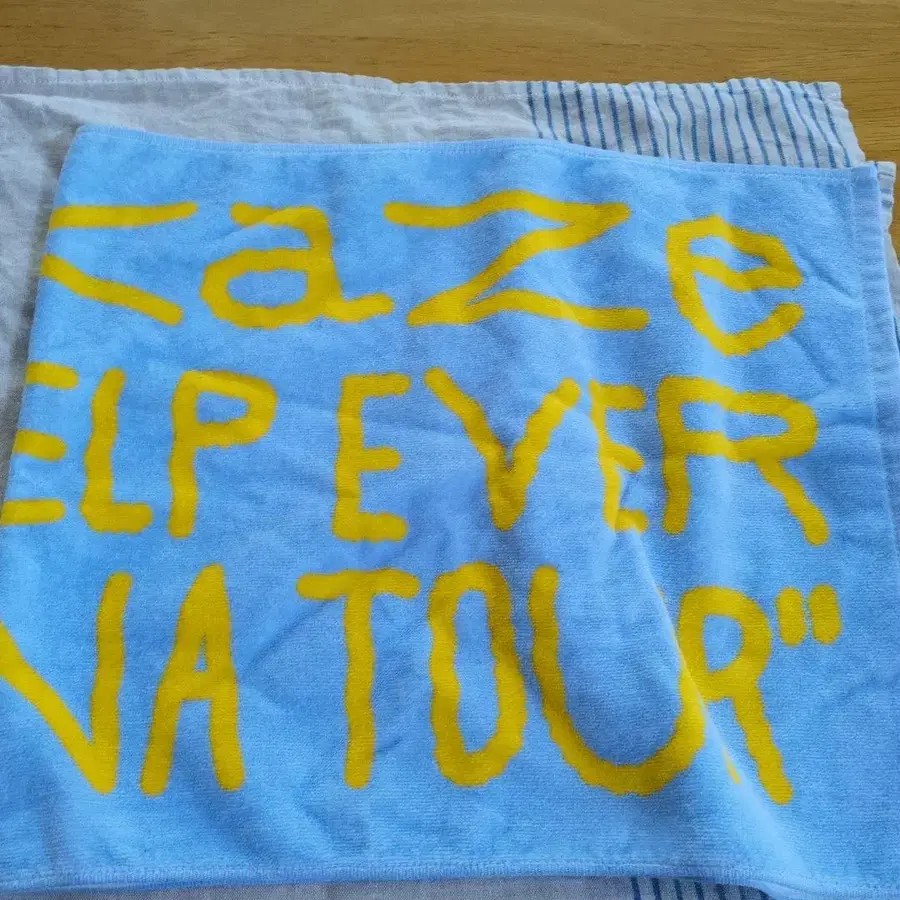 Kaze
ELP EVER
NA TOUR"